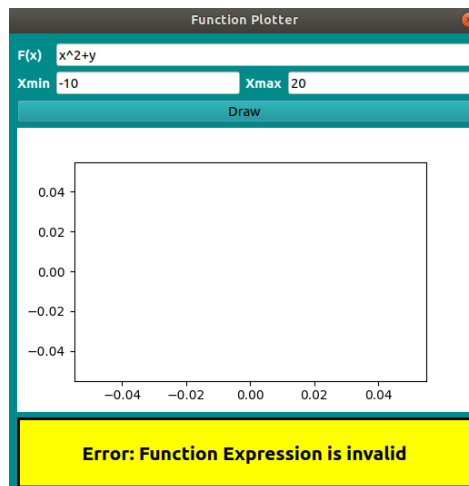 Function Plotter
F(x) x^2+y
Xmin -10 Xmax 20
Draw
0.04
0.02
0.00
−0.02
−0.04
−0.04 −0.02 0.00 0.02 0.04
Error: Function Expression is invalid